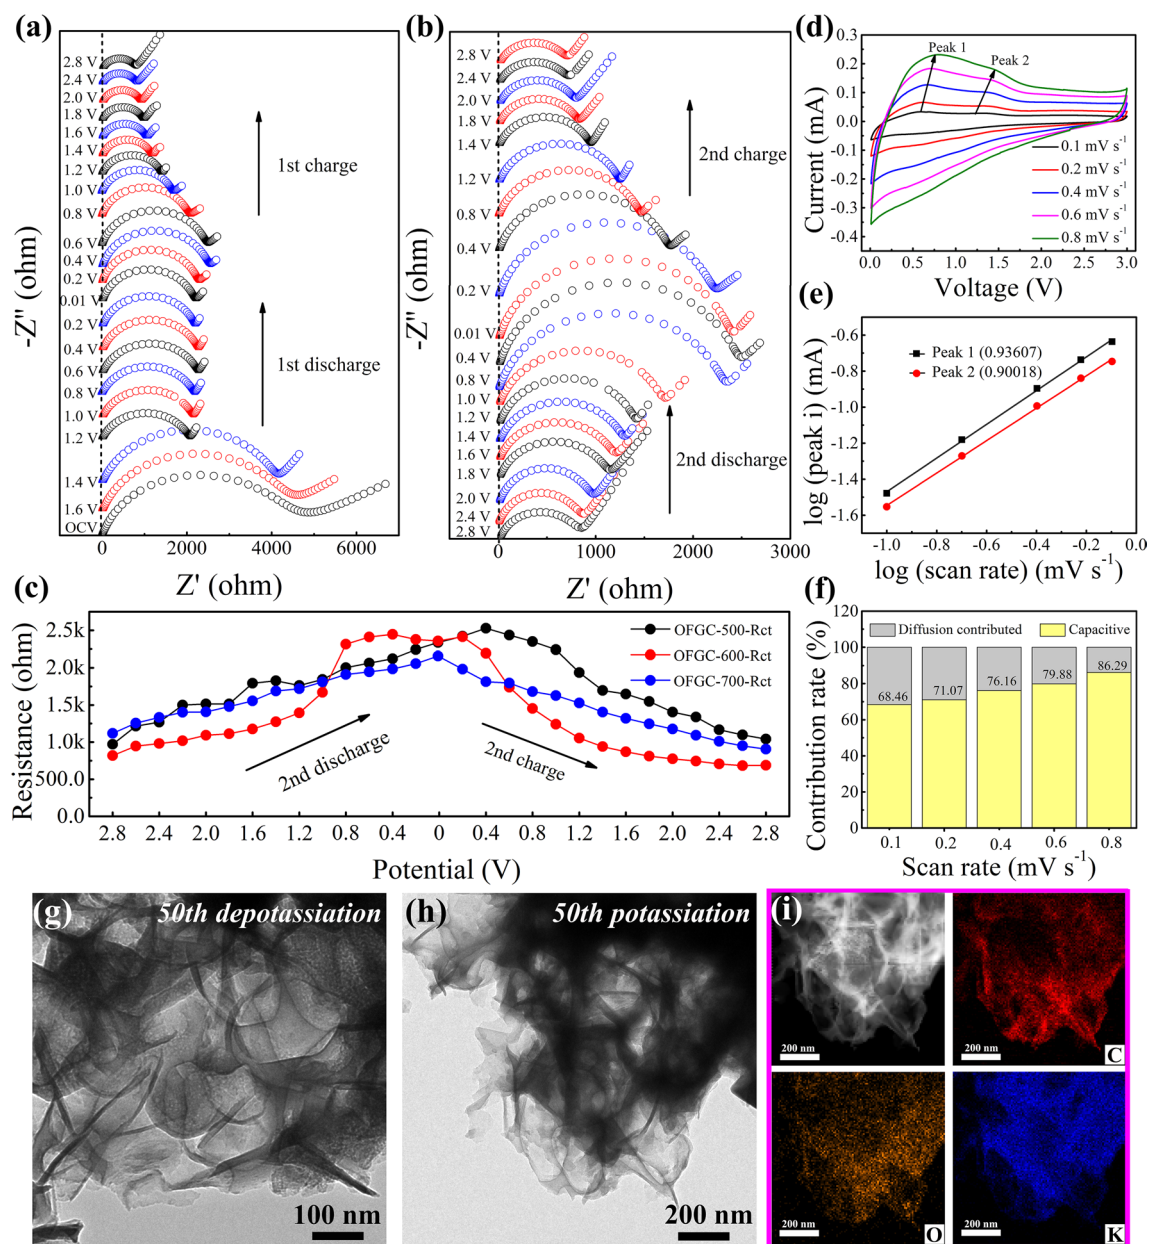 (a)
2.8 V
2.4 V
2.0 V
1.8 V
1.6 V
1.4 V
1.2 V
1.0 V
0.8 V
0.6 V
0.4 V
0.2 V
0.01 V
0.2 V
0.4 V
0.6 V
0.8 V
1.0 V
1.2 V
1.4 V
1.6 V
OCV
1st charge
1st discharge
-Z" (ohm)
0 2000 4000 6000
Z' (ohm)
(b)
2.8 V
2.4 V
2.0 V
1.8 V
1.4 V
1.2 V
0.8 V
0.4 V
0.2 V
0.01 V
0.4 V
0.8 V
1.0 V
1.2 V
1.4 V
1.6 V
1.8 V
2.0 V
2.4 V
2.8 V
2nd charge
2nd discharge
-Z" (ohm)
0 1000 2000 3000
Z' (ohm)
(c)
Resistance (ohm)
2.5k
2.0k
1.5k
1.0k
500.0
0.0
OFGC-500-Rct
OFGC-600-Rct
OFGC-700-Rct
2nd discharge
2nd charge
2.8 2.4 2.0 1.6 1.2 0.8 0.4 0 0.4 0.8 1.2 1.6 2.0 2.4 2.8
Potential (V)
(d)
Current (mA)
0.3
0.2
0.1
0.0
-0.1
-0.2
-0.3
-0.4
Peak 1
Peak 2
0.1 mV s⁻¹
0.2 mV s⁻¹
0.4 mV s⁻¹
0.6 mV s⁻¹
0.8 mV s⁻¹
0.0 0.5 1.0 1.5 2.0 2.5 3.0
Voltage (V)
(e)
log (peak i) (mA)
-0.6
-0.8
-1.0
-1.2
-1.4
-1.6
Peak 1 (0.93607)
Peak 2 (0.90018)
-1.0 -0.8 -0.6 -0.4 -0.2 0.0
log (scan rate) (mV s⁻¹)
(f)
Contribution rate (%)
120
100
80
60
40
20
0
Diffusion contributed
Capacitive
68.46 71.07 76.16 79.88 86.29
0.1 0.2 0.4 0.6 0.8
Scan rate (mV s⁻¹)
(g)
50th depotassiation
100 nm
(h)
50th potassiation
200 nm
(i)
200 nm
200 nm
C
200 nm
O
200 nm
K